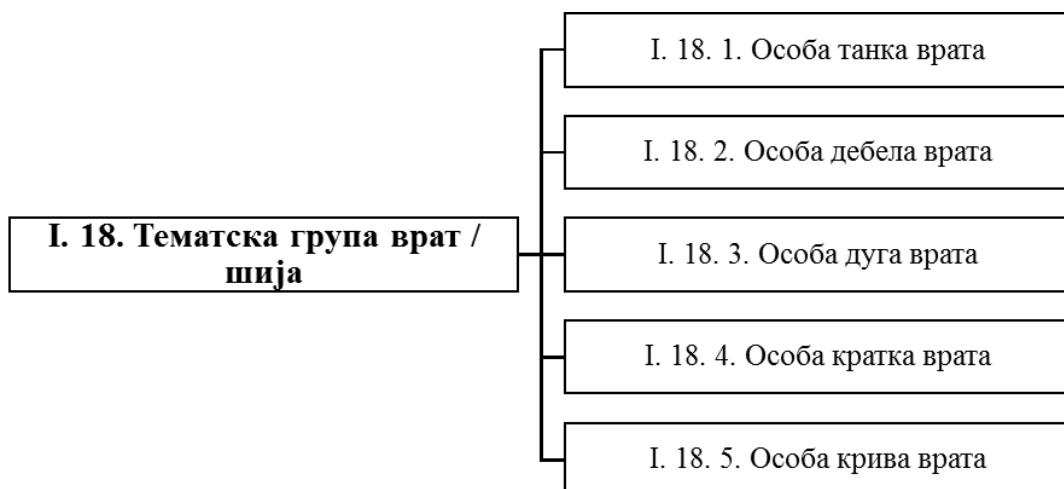 I. 18. Тематска група врат /
шија
I. 18. 1. Особа танка врата
I. 18. 2. Особа дебела врата
I. 18. 3. Особа дуга врата
I. 18. 4. Особа кратка врата
I. 18. 5. Особа крива врата